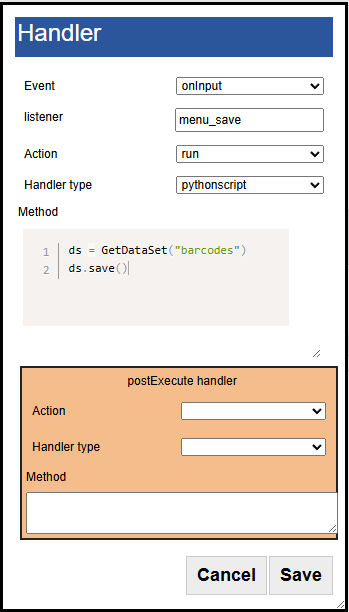 Handler
Event onInput
listener menu_save
Action run
Handler type pythonscript
Method
1 ds = GetDataSet("barcodes")
2 ds.save()
postExecute handler
Action
Handler type
Method
Cancel Save